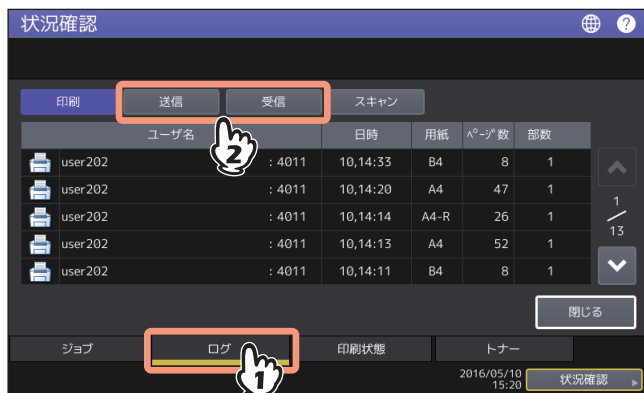 状況確認
?
印刷 送信 受信 スキャン
2
ユーザ名 日時 用紙 ﾍﾟｰｼﾞ数 部数
user202 : 4011 10,14:33 B4 8 1
user202 : 4011 10,14:20 A4 47 1
user202 : 4011 10,14:14 A4-R 26 1
user202 : 4011 10,14:13 A4 52 1
user202 : 4011 10,14:11 B4 8 1
1
13
閉じる
ジョブ ログ 印刷状態 トナー
1
2016/05/10
15:20
状況確認